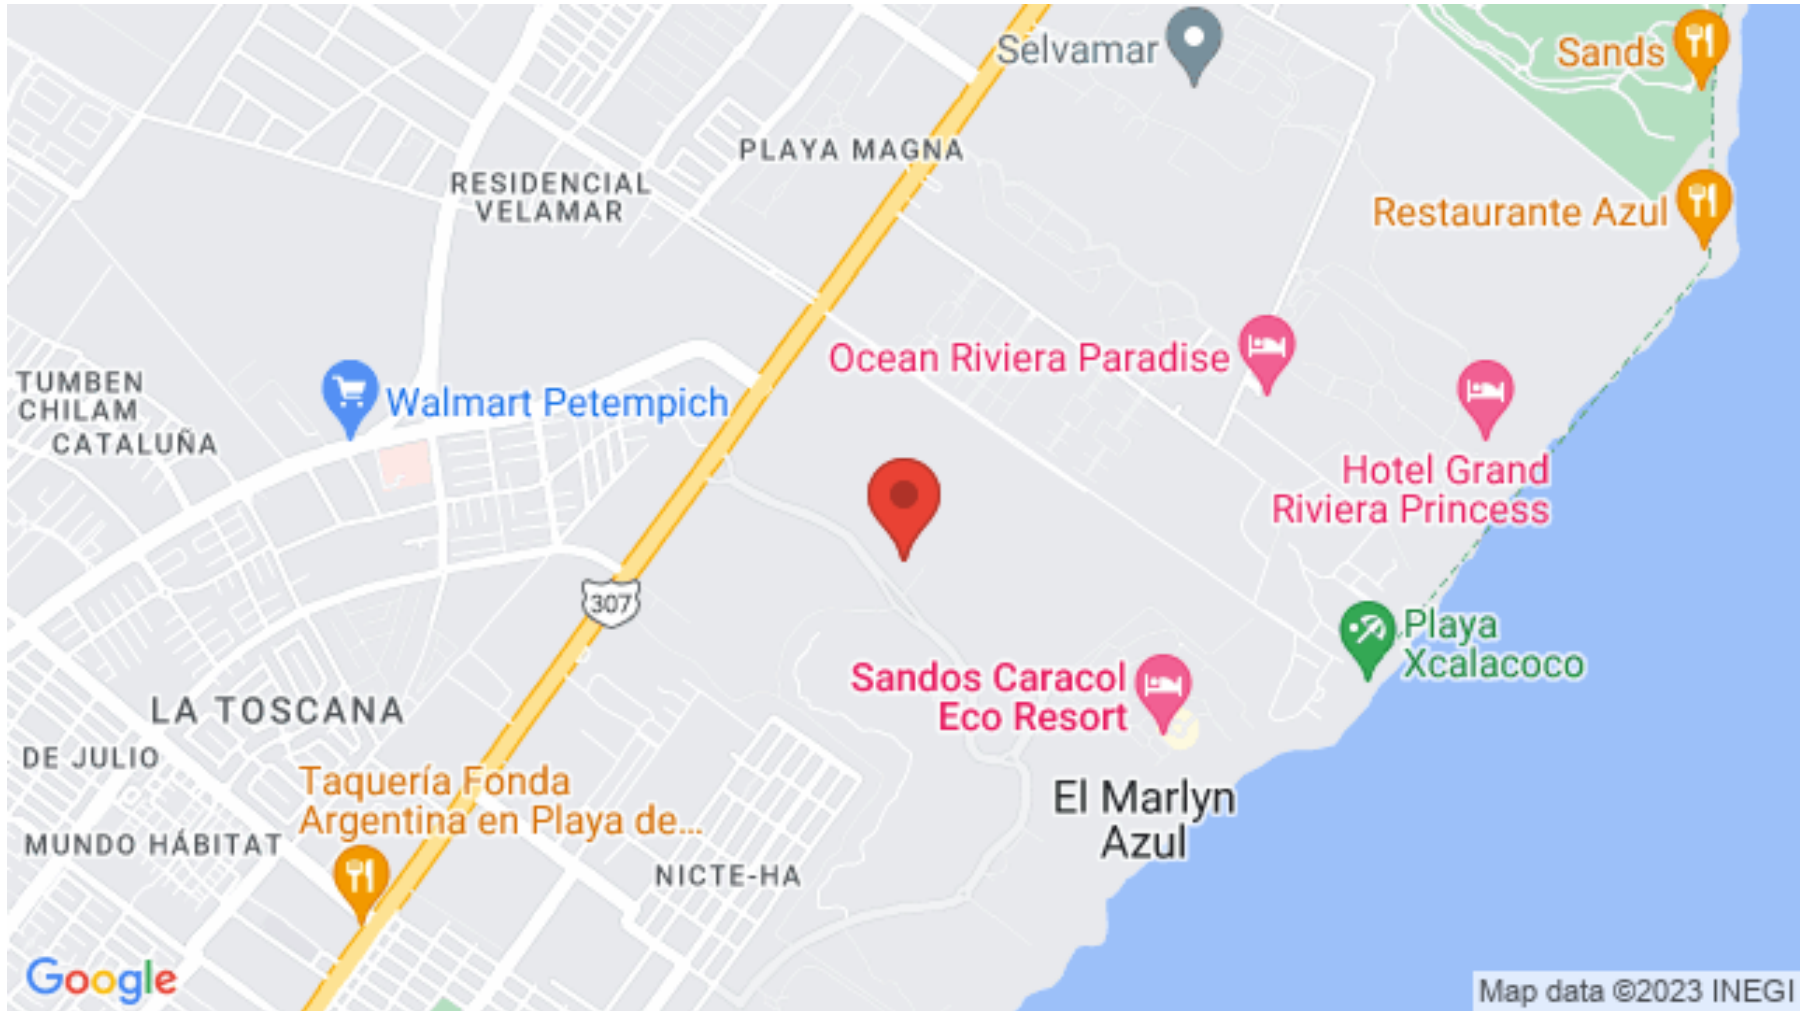 Selvamar
Sands
PLAYA MAGNA
RESIDENCIAL
VELAMAR
Restaurante Azul
Ocean Riviera Paradise
TUMBEN
CHILAM
Walmart Petempich
CATALUÑA
Hotel Grand
Riviera Princess
307
Playa
Xcalacoco
Sandos Caracol
Eco Resort
LA TOSCANA
DE JULIO
Taquería Fonda
Argentina en Playa de...
El Marlyn
Azul
MUNDO HÁBITAT
NICTE-HA
Google
Map data ©2023 INEGI